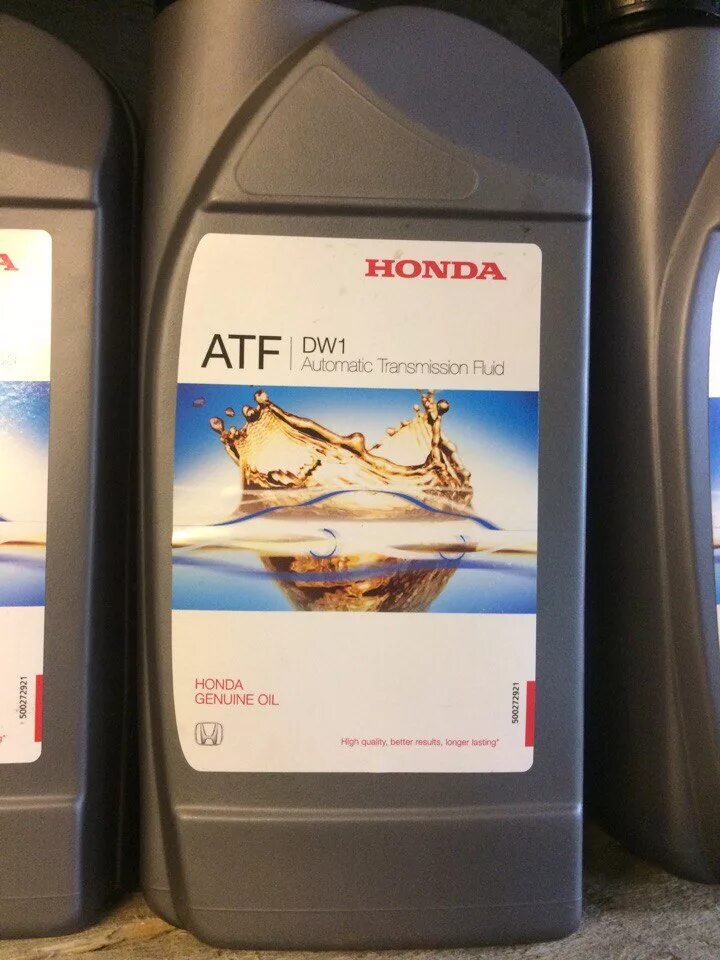 HONDA
ATF
DW1
Automatic Transmission Fluid
HONDA
GENUINE OIL
High quality, better results, longer lasting*
500272921
A
500272921